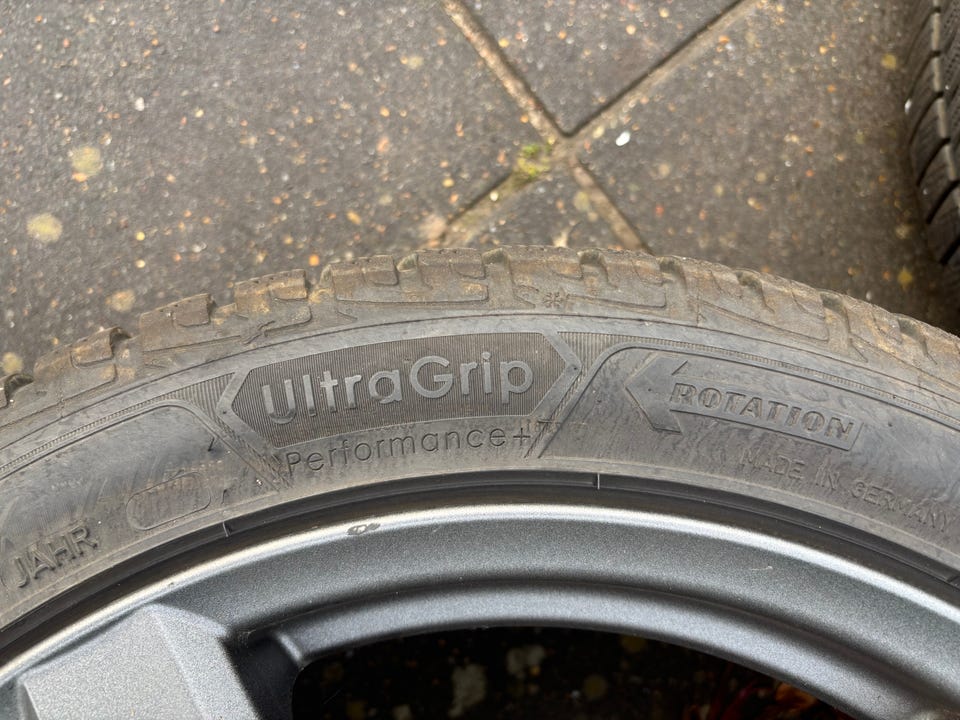 UltraGrip
Performance+
ROTATION
MADE IN GERMANY
JAHR